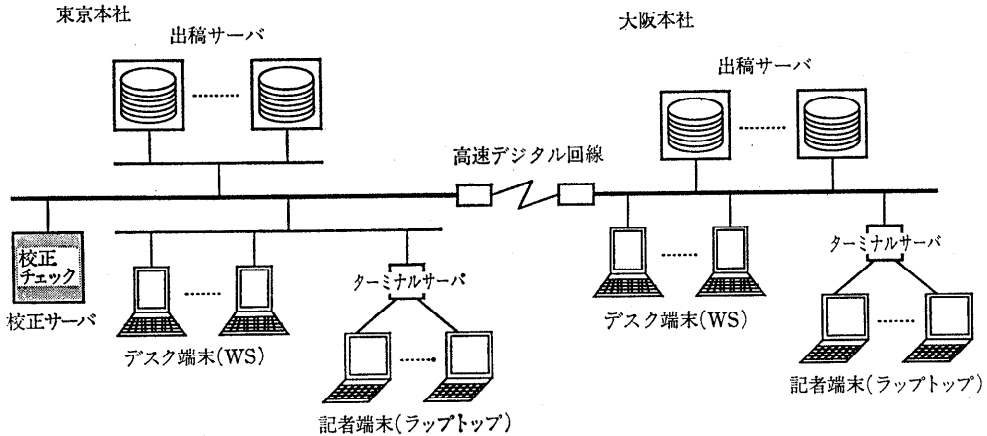 東京本社
出稿サーバ
大阪本社
出稿サーバ
高速デジタル回線
校正
チェック
校正サーバ
デスク端末(WS)
ターミナルサーバ
記者端末(ラップトップ)
デスク端末(WS)
ターミナルサーバ
記者端末(ラップトップ)